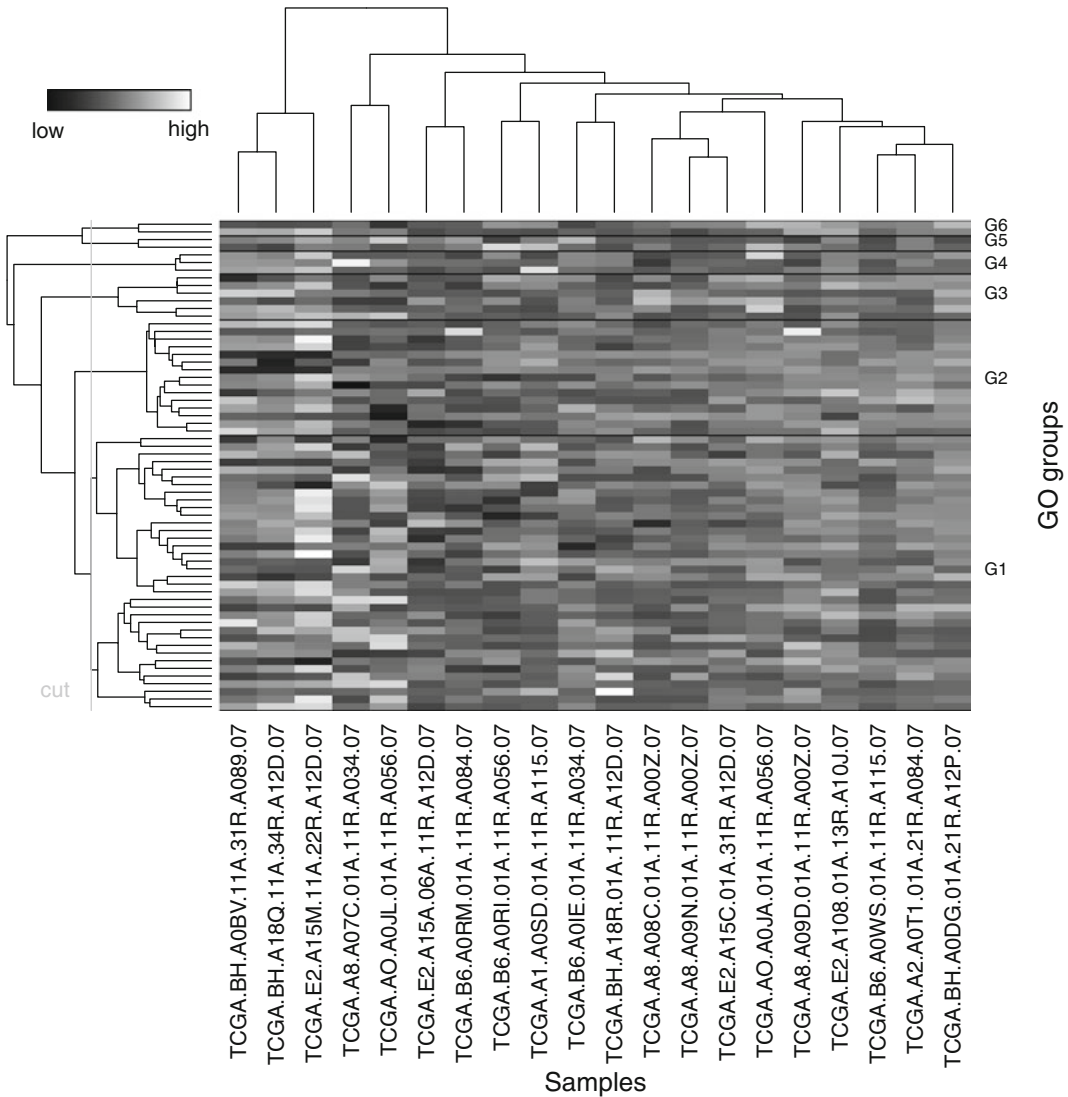 low high
G6
G5
G4
G3
G2
G1
GO groups
cut
TCGA.BH.A0BV.11A.31R.A089.07
TCGA.BH.A18Q.11A.34R.A12D.07
TCGA.E2.A15M.11A.22R.A12D.07
TCGA.A8.A07C.01A.11R.A034.07
TCGA.AO.A0JL.01A.11R.A056.07
TCGA.E2.A15A.06A.11R.A12D.07
TCGA.B6.A0RM.01A.11R.A084.07
TCGA.B6.A0RI.01A.11R.A056.07
TCGA.A1.A0SD.01A.11R.A115.07
TCGA.B6.A0IE.01A.11R.A034.07
TCGA.BH.A18R.01A.11R.A12D.07
TCGA.A8.A08C.01A.11R.A00Z.07
TCGA.A8.A09N.01A.11R.A00Z.07
TCGA.E2.A15C.01A.31R.A12D.07
TCGA.AO.A0JA.01A.11R.A056.07
TCGA.A8.A09D.01A.11R.A00Z.07
TCGA.E2.A108.01A.13R.A10J.07
TCGA.B6.A0WS.01A.11R.A115.07
TCGA.A2.A0T1.01A.21R.A084.07
TCGA.BH.A0DG.01A.21R.A12P.07
Samples